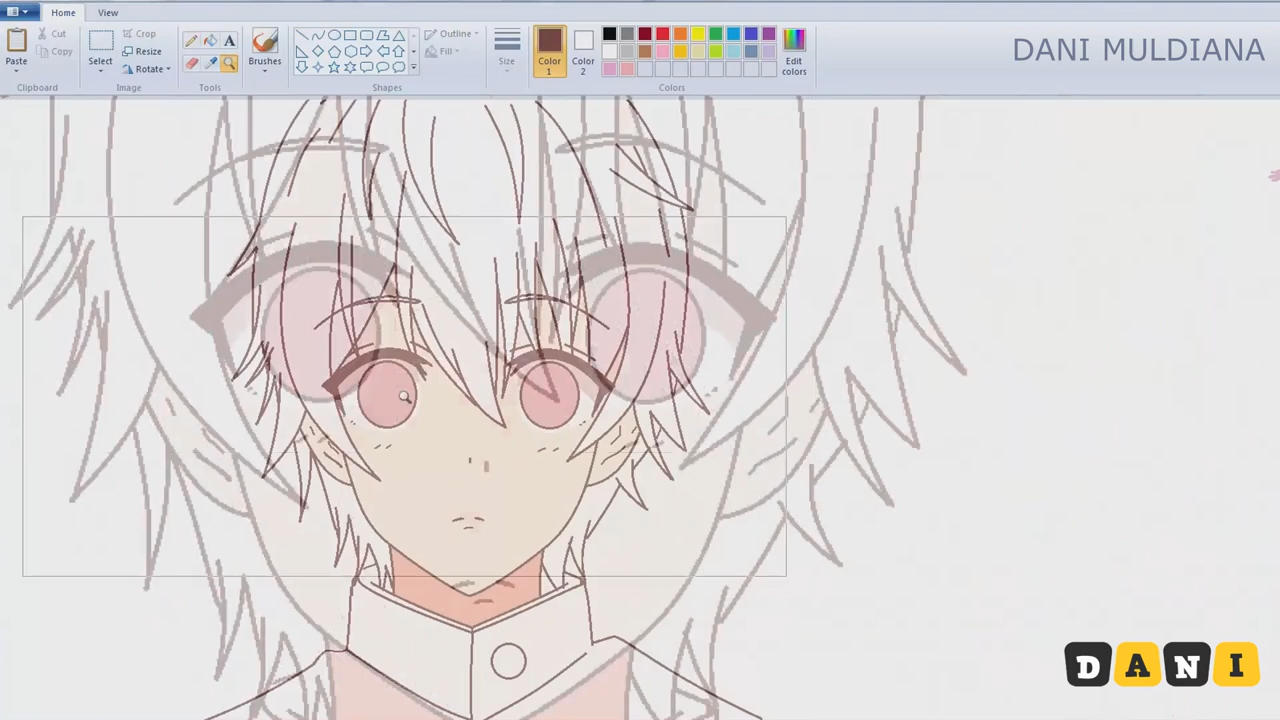 Home View
Paste
Cut
Copy
Clipboard
Select
Crop
Resize
Rotate
Image
A
Tools
Brushes
Shapes
Outline
Fill
Size
Color 1
Color 2
Colors
Edit colors
DANI MULDIANA
DANI